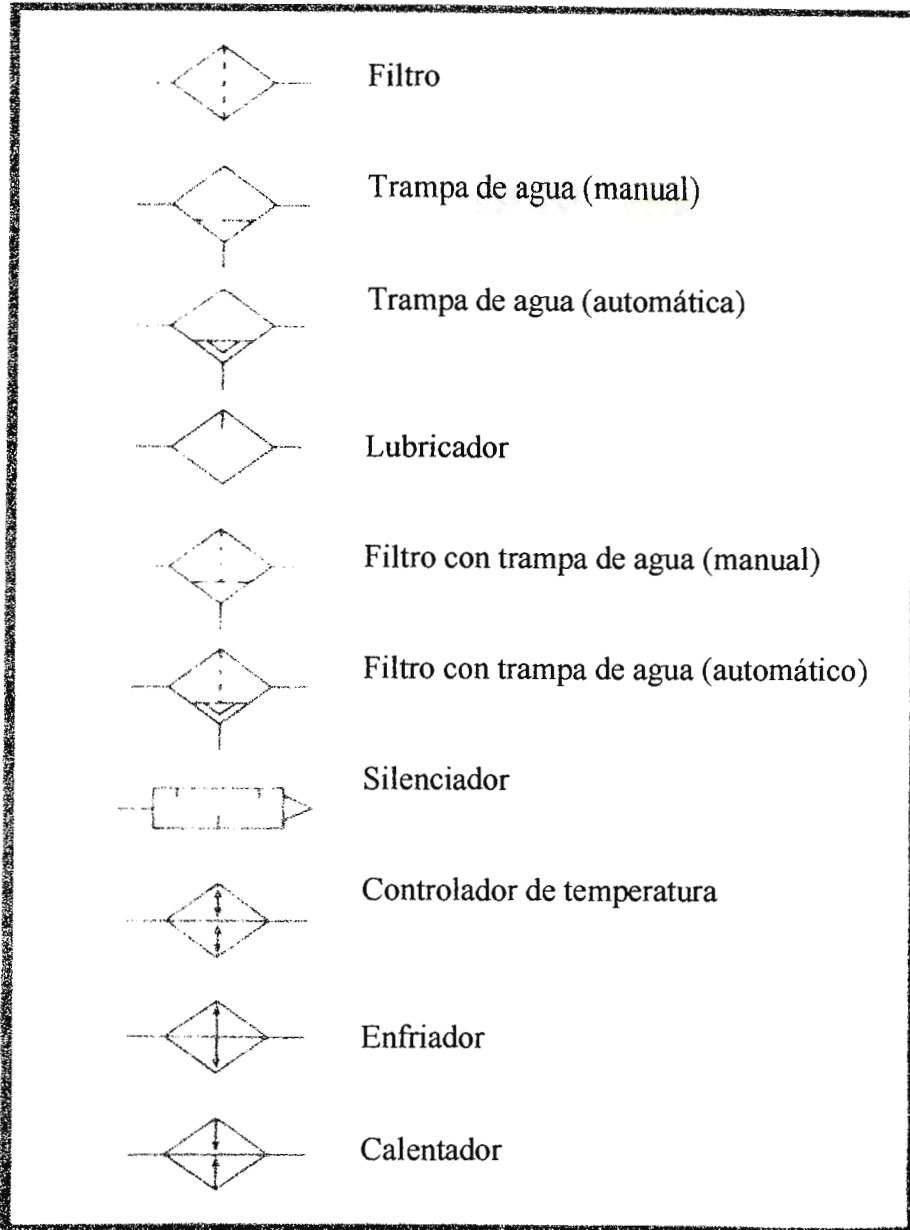 Filtro
Trampa de agua (manual)
Trampa de agua (automática)
Lubricador
Filtro con trampa de agua (manual)
Filtro con trampa de agua (automático)
Silenciador
Controlador de temperatura
Enfriador
Calentador